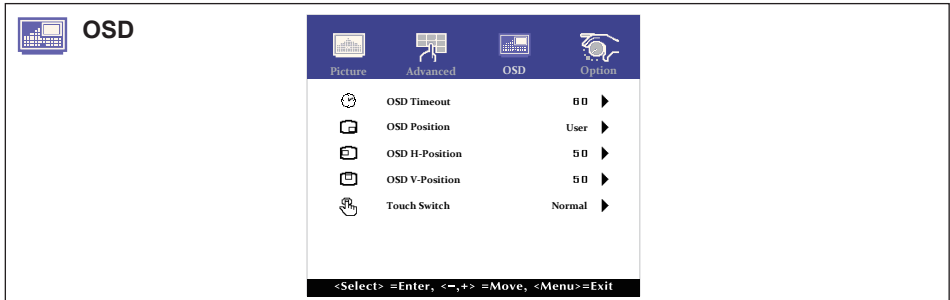 OSD
Picture Advanced OSD Option
OSD Timeout 60
OSD Position User
OSD H-Position 50
OSD V-Position 50
Touch Switch Normal
<Select> =Enter, <−,+> =Move, <Menu>=Exit